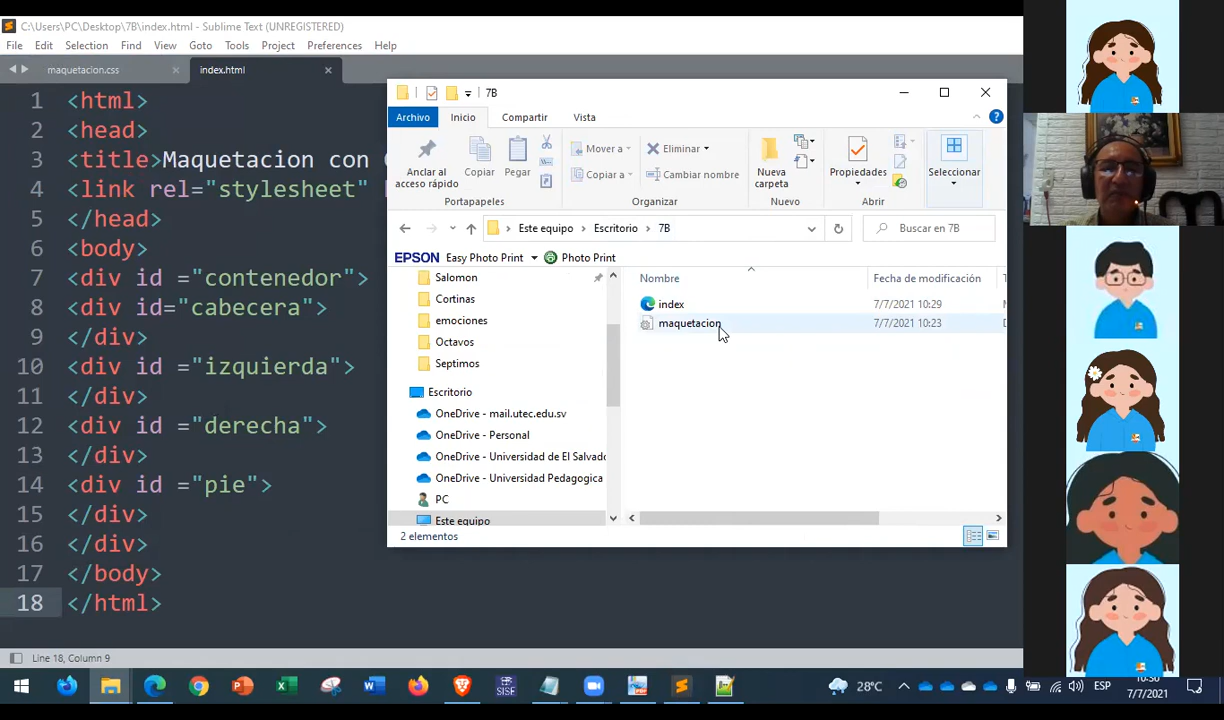 C:\Users\PC\Desktop\7B\index.html - Sublime Text (UNREGISTERED)
File Edit Selection Find View Goto Tools Project Preferences Help
maquetacion.css
index.html
1 <html>
2 <head>
3 <title>Maquetacion con
4 <link rel="stylesheet"
5 </head>
6 <body>
7 <div id ="contenedor">
8 <div id="cabecera">
9 </div>
10 <div id ="izquierda">
11 </div>
12 <div id ="derecha">
13 </div>
14 <div id ="pie">
15 </div>
16 </div>
17 </body>
18 </html>
Line 18, Column 9
7B
Archivo Inicio Compartir Vista
Anclar al acceso rápido
Copiar
Pegar
Mover a
Copiar a
Eliminar
Cambiar nombre
Nueva carpeta
Propiedades
Seleccionar
Portapapeles Organizar Nuevo Abrir
Este equipo > Escritorio > 7B
Buscar en 7B
EPSON Easy Photo Print Photo Print
Salomon
Cortinas
emociones
Octavos
Septimos
Escritorio
OneDrive - mail.utec.edu.sv
OneDrive - Personal
OneDrive - Universidad de El Salvado
OneDrive - Universidad Pedagogica
PC
Este equipo
Nombre Fecha de modificación
index 7/7/2021 10:29
maquetacion 7/7/2021 10:23
2 elementos
SISF
28°C
ESP
7/7/2021